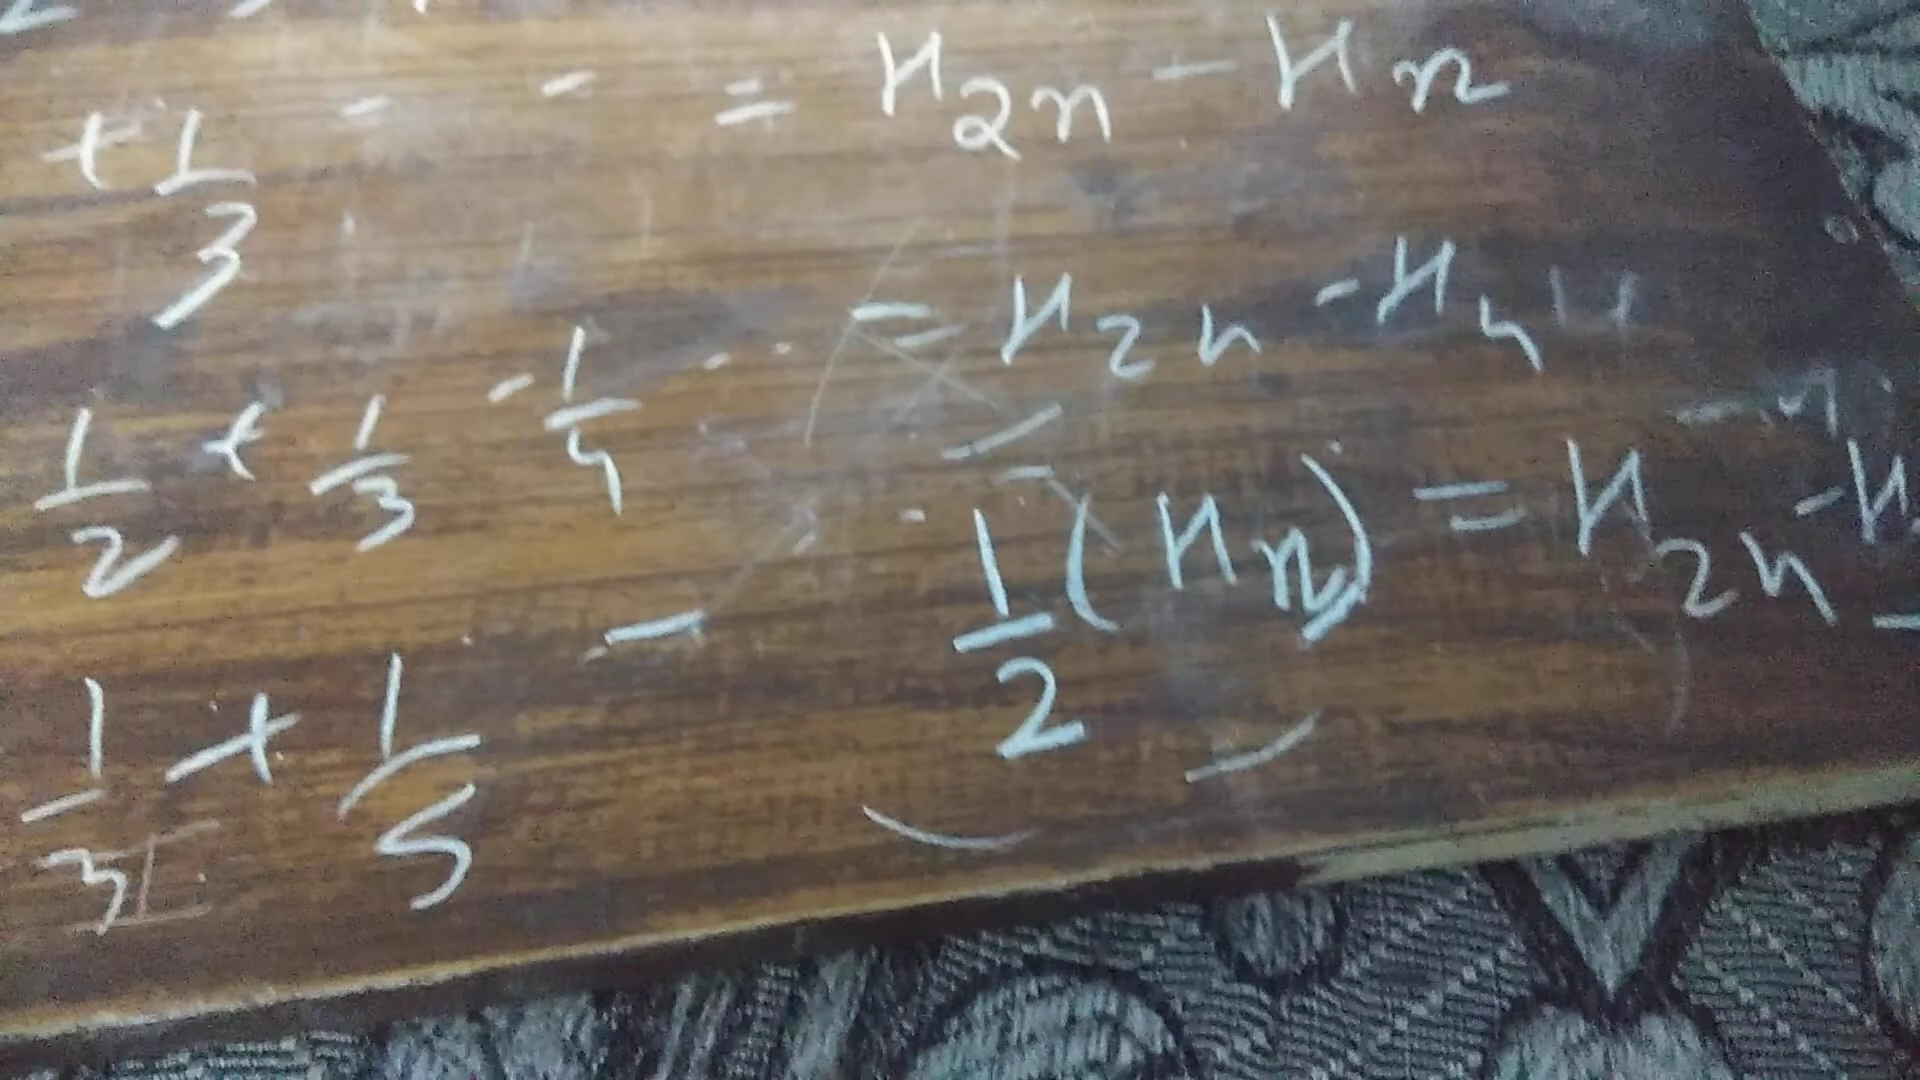 + 1/3 - - = H2n - Hn
1/2 + 1/3 - 1/4 . . = H2n - Hn
1/3 + 1/5 - 1/2 (Hn) = H2n - H